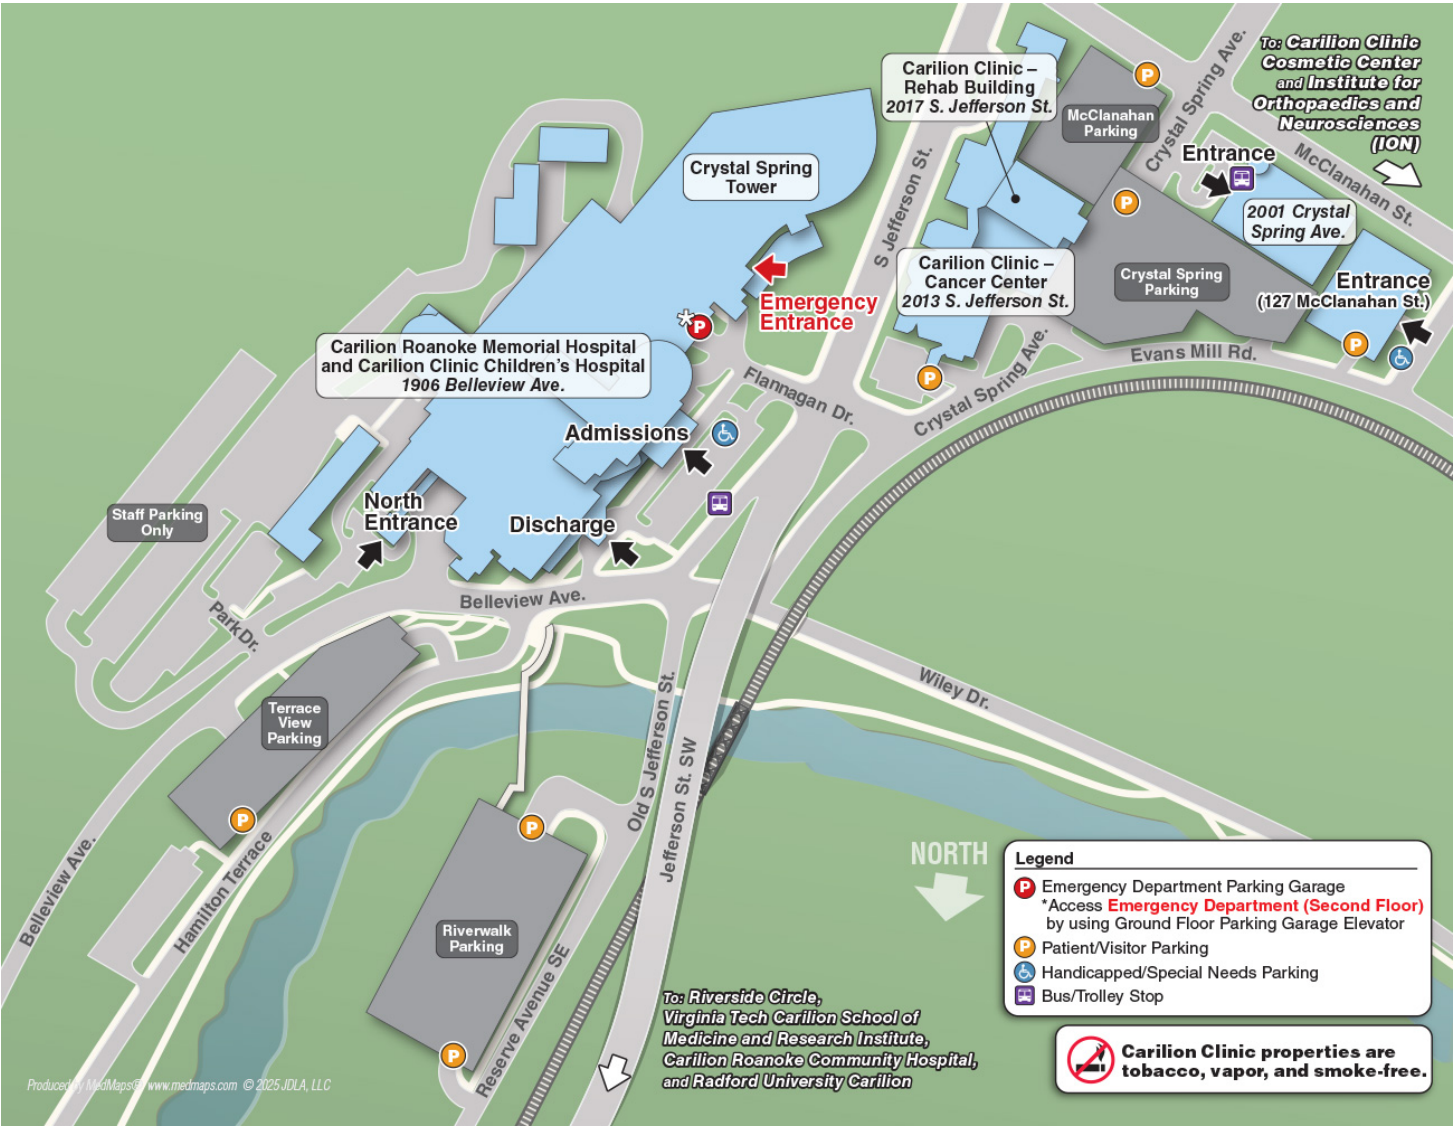 To: Carilion Clinic
Cosmetic Center
and Institute for
Orthopaedics and
Neurosciences
(ION)
Carilion Clinic –
Rehab Building
2017 S. Jefferson St.
McClanahan
Parking
P
Crystal Spring Ave.
Entrance
McClanahan St.
Crystal Spring
Tower
S Jefferson St.
P
2001 Crystal
Spring Ave.
Carilion Clinic –
Cancer Center
2013 S. Jefferson St.
Crystal Spring
Parking
Entrance
(127 McClanahan St.)
Emergency
Entrance
*P
P
Evans Mill Rd.
Carilion Roanoke Memorial Hospital
and Carilion Clinic Children's Hospital
1906 Belleview Ave.
P
Flannagan Dr.
Crystal Spring Ave.
Admissions
North
Entrance
Discharge
Staff Parking
Only
Belleview Ave.
Park Dr.
Wiley Dr.
Terrace
View
Parking
Old S Jefferson St.
Jefferson St. SW
P
P
Belleview Ave.
Hamilton Terrace
Riverwalk
Parking
P
Reserve Avenue SE
NORTH
Legend
P Emergency Department Parking Garage
*Access Emergency Department (Second Floor)
by using Ground Floor Parking Garage Elevator
P Patient/Visitor Parking
Handicapped/Special Needs Parking
Bus/Trolley Stop
To: Riverside Circle,
Virginia Tech Carilion School of
Medicine and Research Institute,
Carilion Roanoke Community Hospital,
and Radford University Carilion
Carilion Clinic properties are
tobacco, vapor, and smoke-free.
Produced by MedMaps® www.medmaps.com © 2025 JDLA, LLC